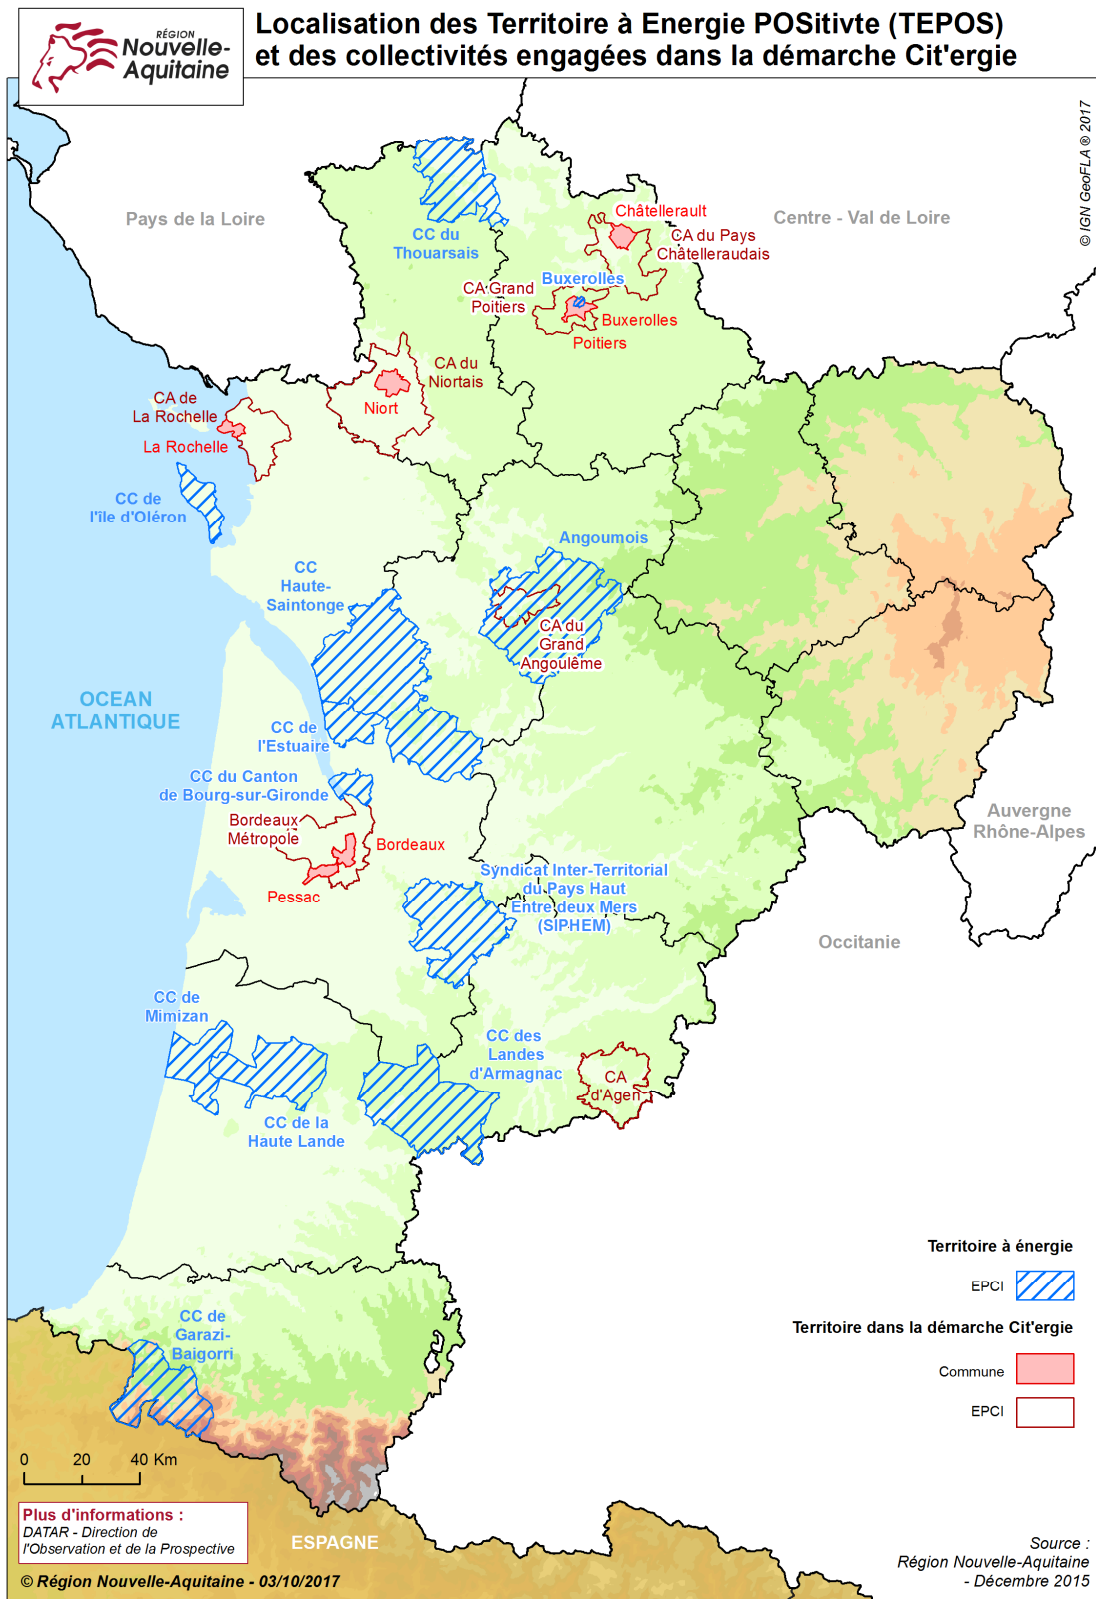 RÉGION
Nouvelle-
Aquitaine
Localisation des Territoire à Energie POSitivte (TEPOS)
et des collectivités engagées dans la démarche Cit'ergie
© IGN GeoFLA ® 2017
Pays de la Loire
Centre - Val de Loire
CC du
Thouarsais
Châtellerault
CA du Pays
Châtelleraudais
Buxerolles
CA Grand
Poitiers
Buxerolles
Poitiers
CA du
Niortais
Niort
CA de
La Rochelle
La Rochelle
CC de
l'île d'Oléron
Angoumois
CC
Haute-
Saintonge
CA du
Grand
Angoulême
OCEAN
ATLANTIQUE
CC de
l'Estuaire
CC du Canton
de Bourg-sur-Gironde
Bordeaux
Métropole
Bordeaux
Pessac
Auvergne
Rhône-Alpes
Syndicat Inter-Territorial
du Pays Haut
Entre deux Mers
(SIPHEM)
Occitanie
CC de
Mimizan
CC des
Landes
d'Armagnac
CA
d'Agen
CC de la
Haute Lande
Territoire à énergie
EPCI
Territoire dans la démarche Cit'ergie
Commune
EPCI
CC de
Garazi-
Baigorri
0 20 40 Km
Plus d'informations :
DATAR - Direction de
l'Observation et de la Prospective
ESPAGNE
© Région Nouvelle-Aquitaine - 03/10/2017
Source :
Région Nouvelle-Aquitaine
- Décembre 2015